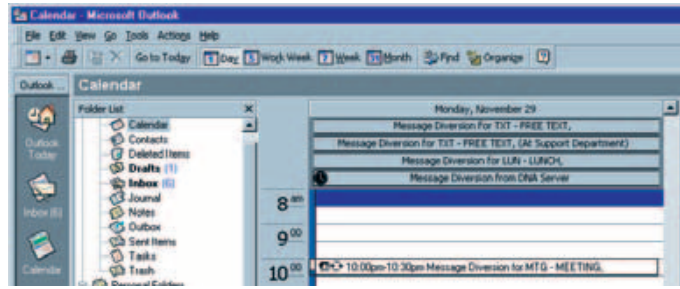 Calendar - Microsoft Outlook
File Edit View Go Tools Actions Help
Go to Today 1 Day 5 Work Week 7 Week 31 Month Find Organize
Outlook ... Calendar
Folder List
Monday, November 29
Calendar
Contacts
Deleted Items
Drafts (1)
Inbox (6)
Journal
Notes
Outbox
Sent Items
Tasks
Trash
Personal Folders
Outlook Today
Inbox (6)
Calendar
Message Diversion for TXT - FREE TEXT,
Message Diversion for TXT - FREE TEXT, (At Support Department)
Message Diversion for LUN - LUNCH,
Message Diversion from DNA Server
8 am
9 00
10 00
10:00pm-10:30pm Message Diversion for MTG - MEETING,